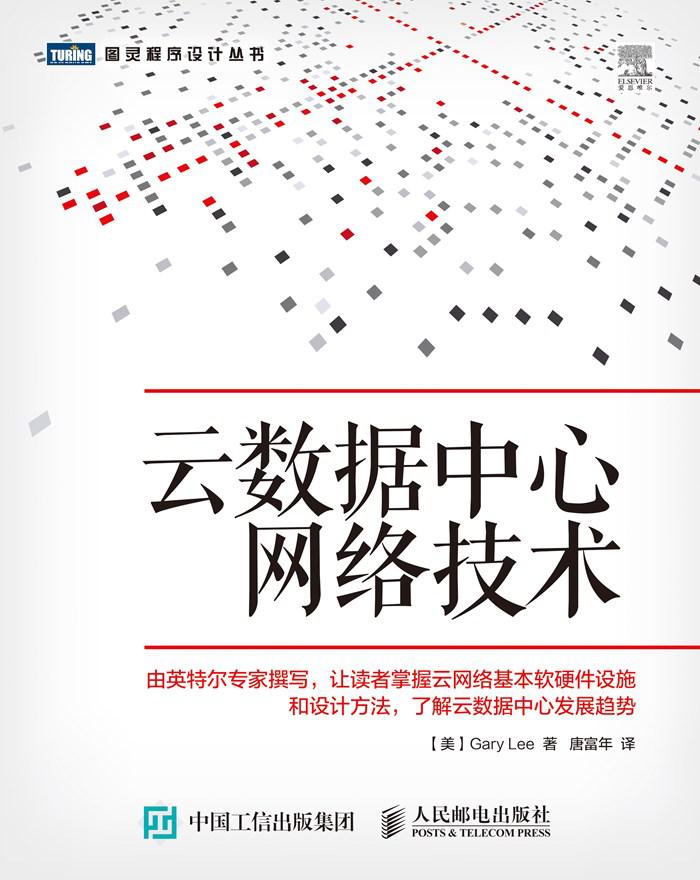 TURING 图灵程序设计丛书
ELSEVIER
爱思唯尔
云数据中心
网络技术
由英特尔专家撰写，让读者掌握云网络基本软硬件设施
和设计方法，了解云数据中心发展趋势
【美】Gary Lee 著 唐富年 译
中国工信出版集团 人民邮电出版社
POSTS & TELECOM PRESS